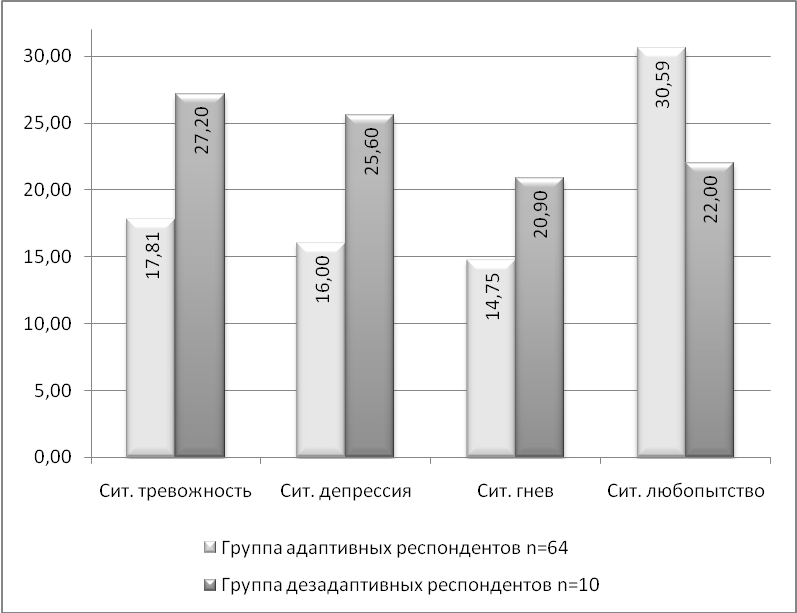 30,00
25,00
20,00
15,00
10,00
5,00
0,00
17,81
27,20
16,00
25,60
14,75
20,90
30,59
22,00
Сит. тревожность
Сит. депрессия
Сит. гнев
Сит. любопытство
Группа адаптивных респондентов n=64
Группа дезадаптивных респондентов n=10